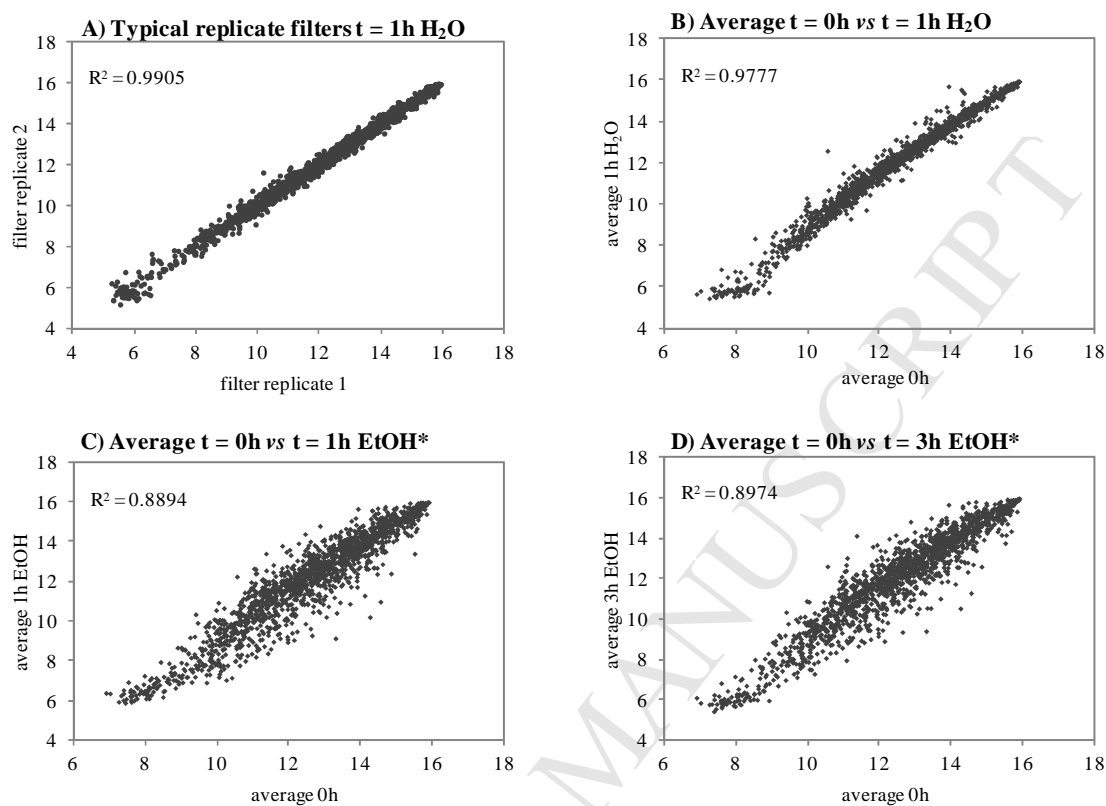 A) Typical replicate filters t = 1h H₂O
R² = 0.9905
18
16
14
12
10
8
6
4
filter replicate 2
4 6 8 10 12 14 16 18
filter replicate 1
B) Average t = 0h vs t = 1h H₂O
R² = 0.9777
18
16
14
12
10
8
6
4
average 1h H₂O
6 8 10 12 14 16 18
average 0h
C) Average t = 0h vs t = 1h EtOH*
R² = 0.8894
18
16
14
12
10
8
6
4
average 1h EtOH
6 8 10 12 14 16 18
average 0h
D) Average t = 0h vs t = 3h EtOH*
R² = 0.8974
18
16
14
12
10
8
6
4
average 3h EtOH
6 8 10 12 14 16 18
average 0h
MANUSCRIPT